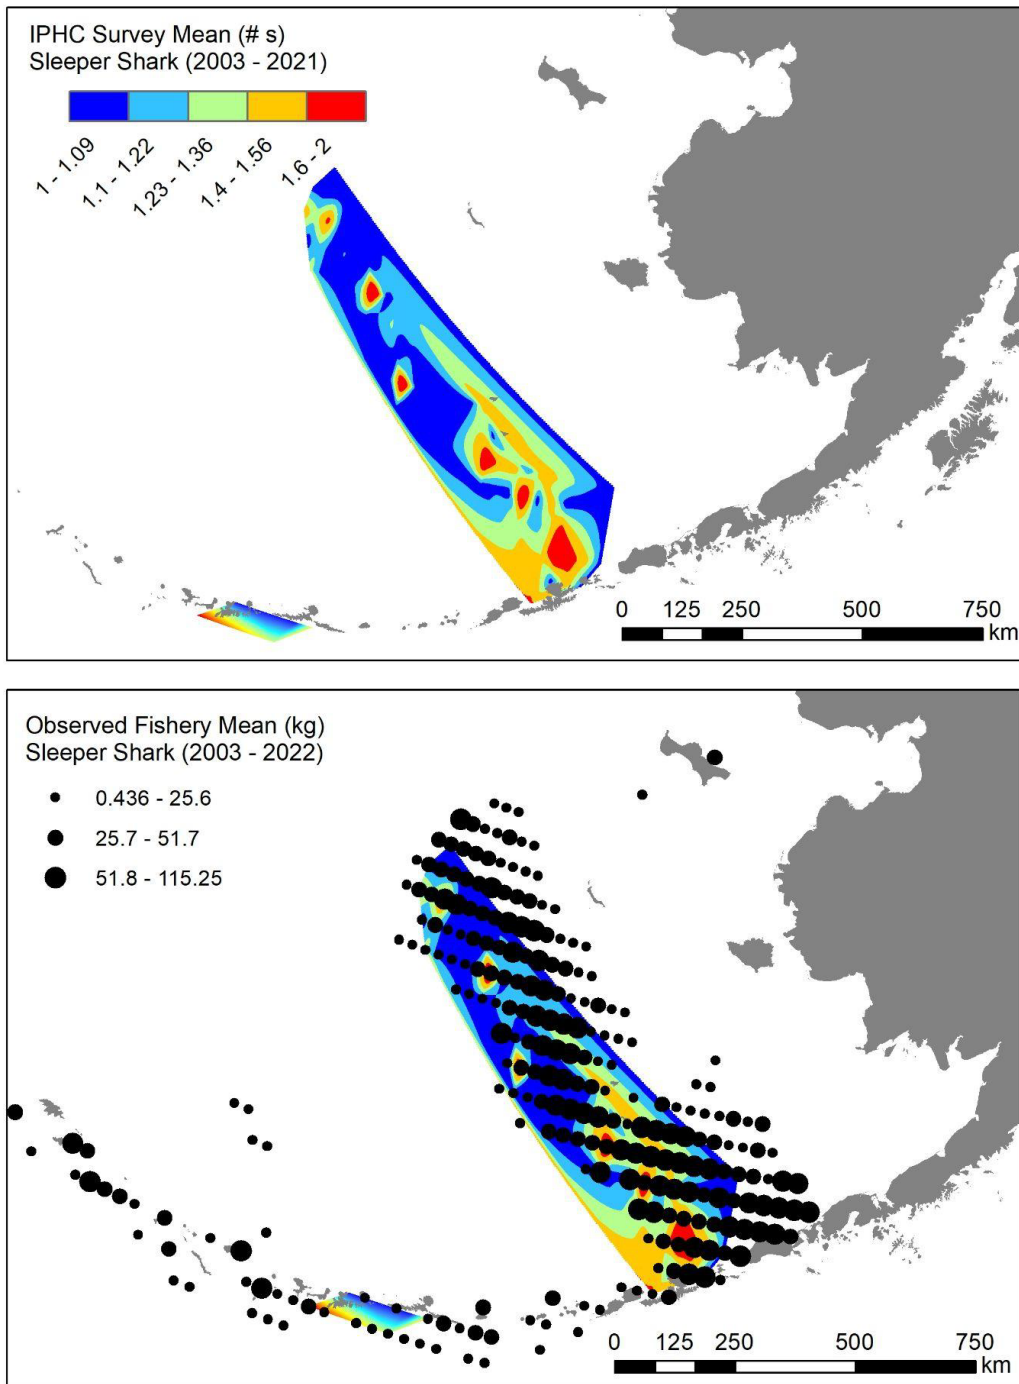 IPHC Survey Mean (# s)
Sleeper Shark (2003 - 2021)
1 - 1.09
1.1 - 1.22
1.23 - 1.36
1.4 - 1.56
1.6 - 2
0 125 250 500 750
km
Observed Fishery Mean (kg)
Sleeper Shark (2003 - 2022)
0.436 - 25.6
25.7 - 51.7
51.8 - 115.25
0 125 250 500 750
km